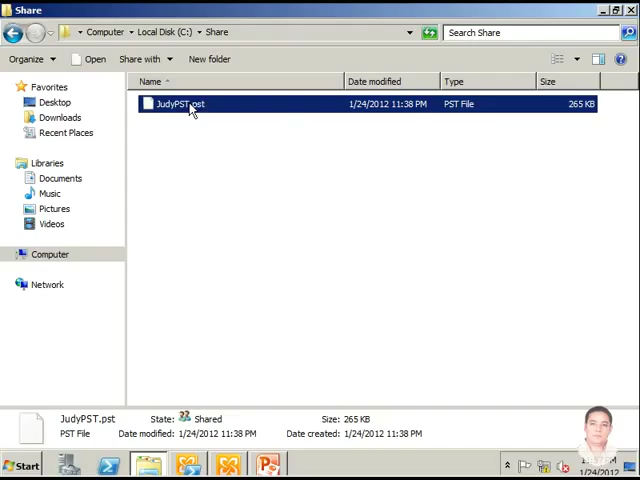 Share
Computer Local Disk (C:) Share
Search Share
Organize Open Share with New folder
Name Date modified Type Size
JudyPST.pst 1/24/2012 11:38 PM PST File 265 KB
Favorites
Desktop
Downloads
Recent Places
Libraries
Documents
Music
Pictures
Videos
Computer
Network
JudyPST.pst State: Shared Size: 265 KB
PST File Date modified: 1/24/2012 11:38 PM Date created: 1/24/2012 11:38 PM
Start
1/24/2012